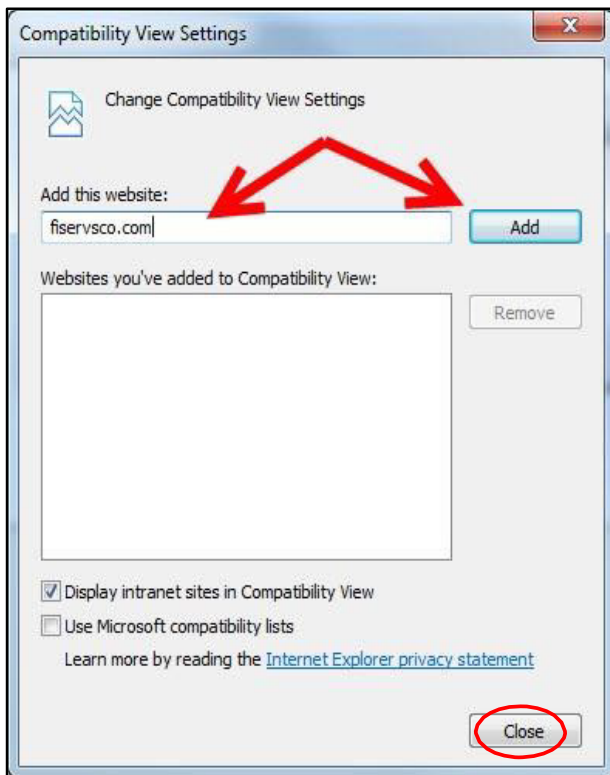 Compatibility View Settings
Change Compatibility View Settings
Add this website:
fiservsco.com
Add
Websites you've added to Compatibility View:
Remove
Display intranet sites in Compatibility View
Use Microsoft compatibility lists
Learn more by reading the Internet Explorer privacy statement
Close